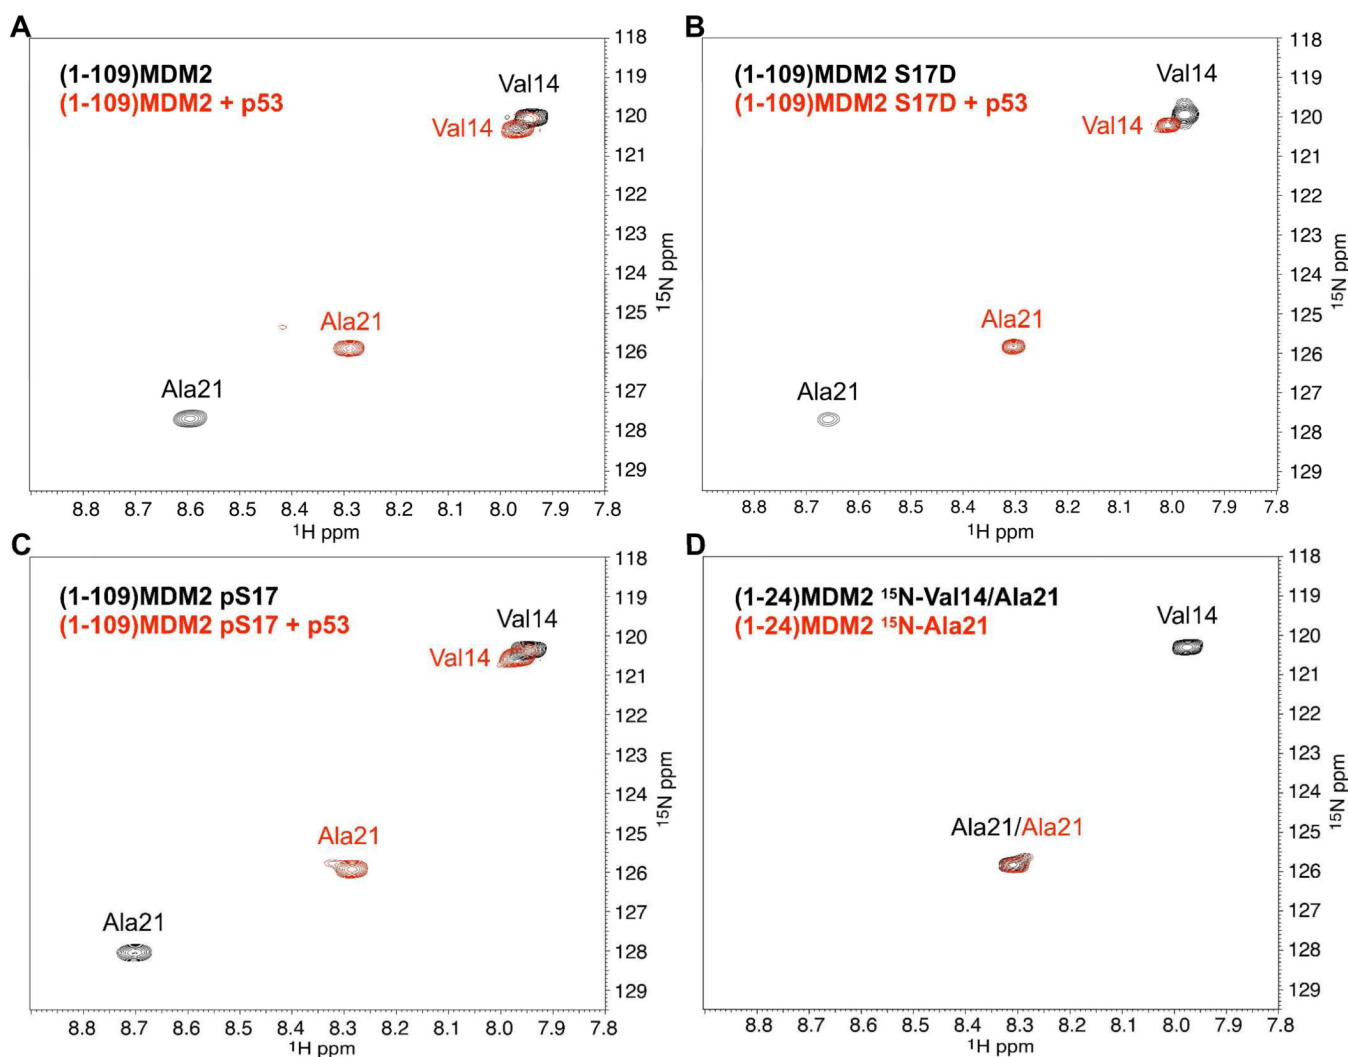 A
(1-109)MDM2
(1-109)MDM2 + p53
Val14
Val14
Ala21
Ala21
118
119
120
121
122
123
124
125
126
127
128
129
15N ppm
8.8 8.7 8.6 8.5 8.4 8.3 8.2 8.1 8.0 7.9 7.8
1H ppm
B
(1-109)MDM2 S17D
(1-109)MDM2 S17D + p53
Val14
Val14
Ala21
Ala21
118
119
120
121
122
123
124
125
126
127
128
129
15N ppm
8.8 8.7 8.6 8.5 8.4 8.3 8.2 8.1 8.0 7.9 7.8
1H ppm
C
(1-109)MDM2 pS17
(1-109)MDM2 pS17 + p53
Val14
Val14
Ala21
Ala21
118
119
120
121
122
123
124
125
126
127
128
129
15N ppm
8.8 8.7 8.6 8.5 8.4 8.3 8.2 8.1 8.0 7.9 7.8
1H ppm
D
(1-24)MDM2 15N-Val14/Ala21
(1-24)MDM2 15N-Ala21
Val14
Ala21/Ala21
118
119
120
121
122
123
124
125
126
127
128
129
15N ppm
8.8 8.7 8.6 8.5 8.4 8.3 8.2 8.1 8.0 7.9 7.8
1H ppm